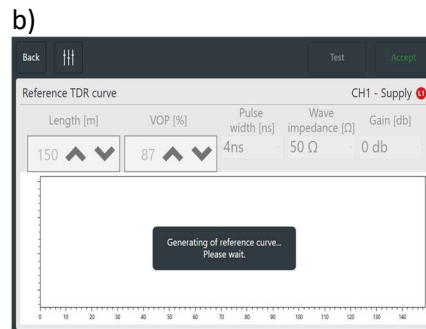 b)
Back Test Accept
Reference TDR curve CH1 - Supply L1
Length [m] VOP [%] Pulse width [ns] Wave impedance [Ω] Gain [db]
150 87 4ns 50 Ω 0 db
Generating of reference curve...
Please wait.
0 10 20 30 40 50 60 70 80 90 100 110 120 130 140